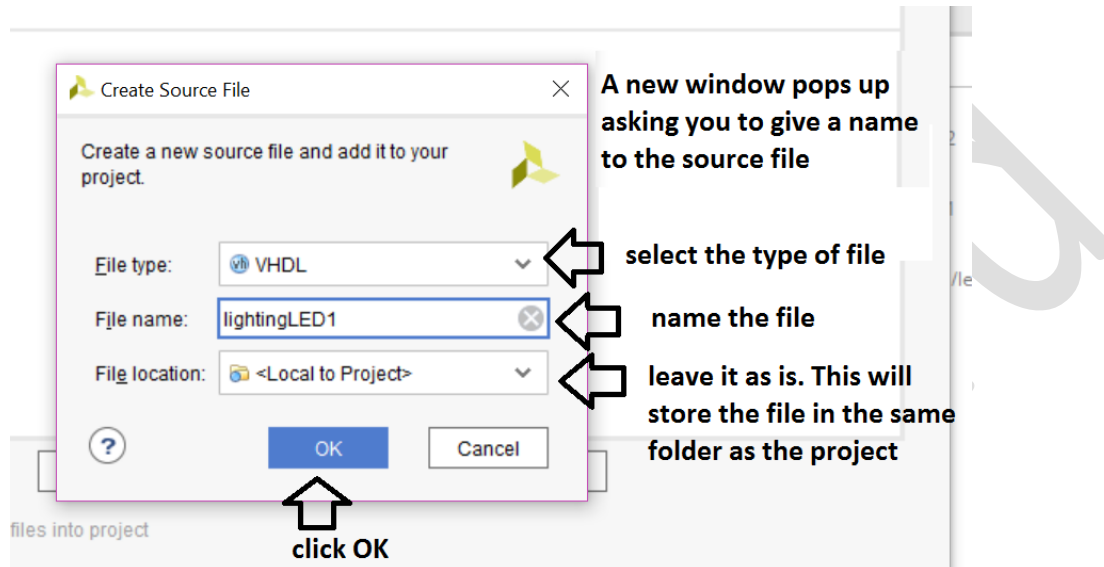 Create Source File
A new window pops up
asking you to give a name
to the source file
Create a new source file and add it to your
project.
File type:
VHDL
select the type of file
File name:
lightingLED1
name the file
File location:
<Local to Project>
leave it as is. This will
store the file in the same
folder as the project
?
OK
Cancel
files into project
click OK
/le